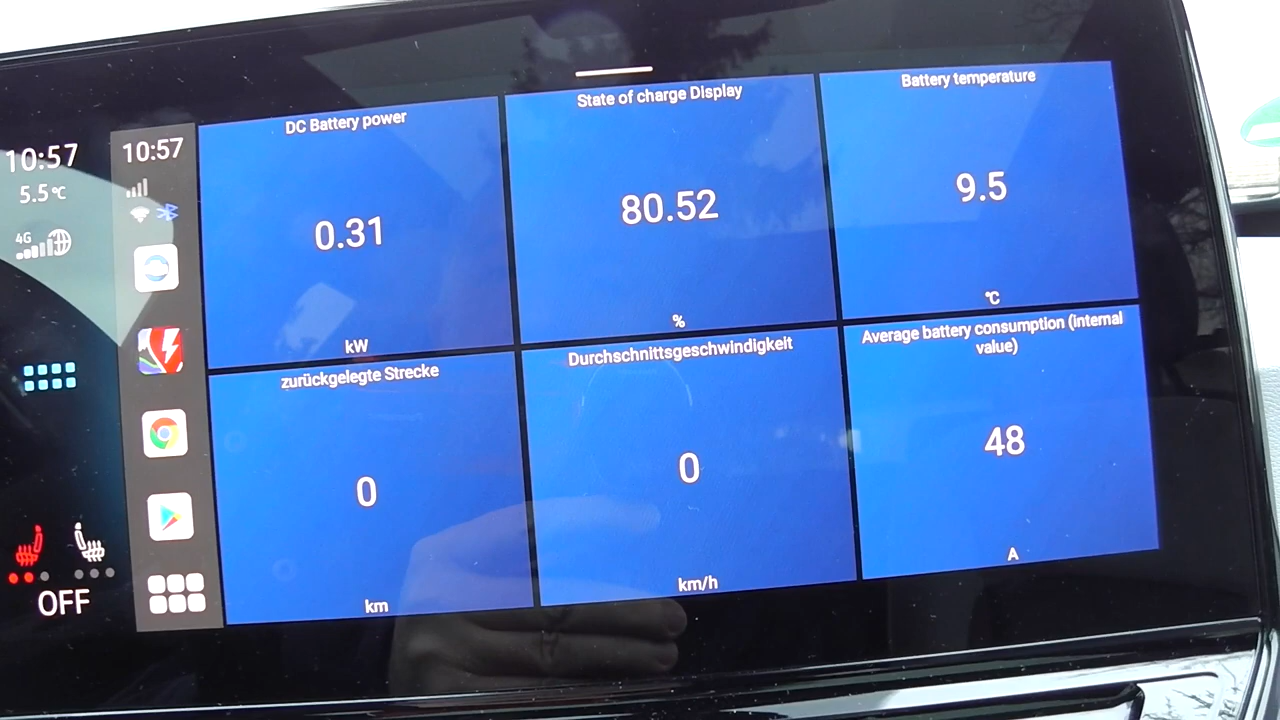 10:57
5.5°C
4G
OFF
10:57
DC Battery power
0.31
kW
State of charge Display
80.52
%
Battery temperature
9.5
°C
zurückgelegte Strecke
0
km
Durchschnittsgeschwindigkeit
0
km/h
Average battery consumption (internal
value)
48
A